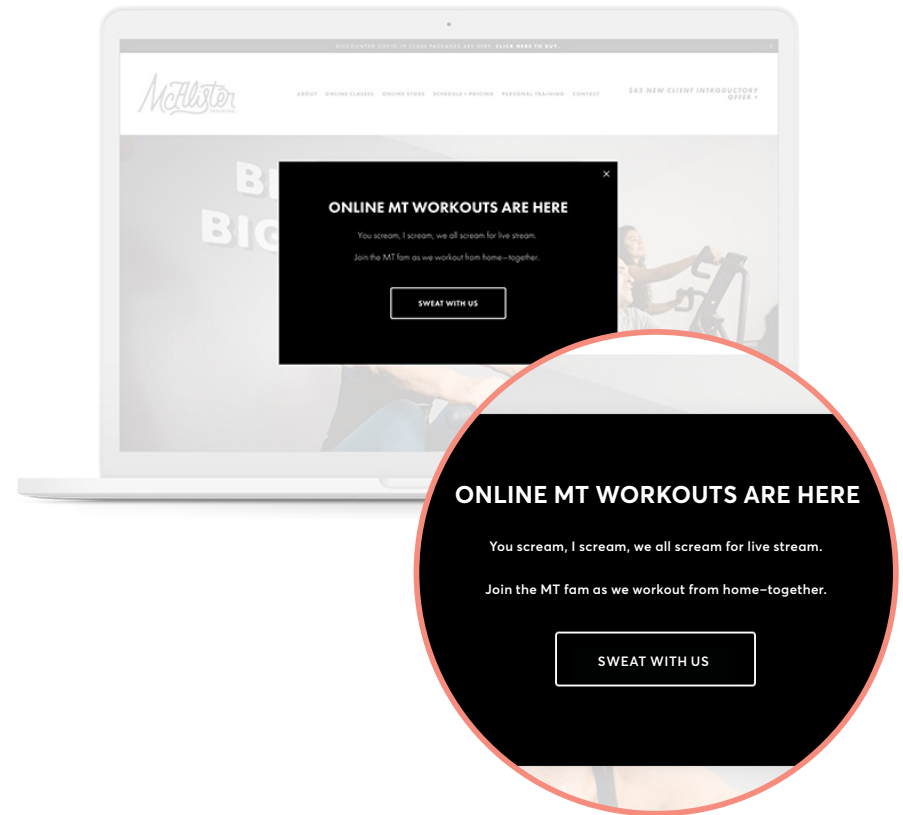 DISCOUNTED COVID-19 CLASS PACKAGES ARE HERE. CLICK HERE TO BUY.
McAlister
TRAINING
ABOUT ONLINE CLASSES ONLINE STORE SCHEDULE + PRICING PERSONAL TRAINING CONTACT
$65 NEW CLIENT INTRODUCTORY
OFFER >
BI
BIG
×
ONLINE MT WORKOUTS ARE HERE
You scream, I scream, we all scream for live stream.
Join the MT fam as we workout from home—together.
SWEAT WITH US
ONLINE MT WORKOUTS ARE HERE
You scream, I scream, we all scream for live stream.
Join the MT fam as we workout from home–together.
SWEAT WITH US